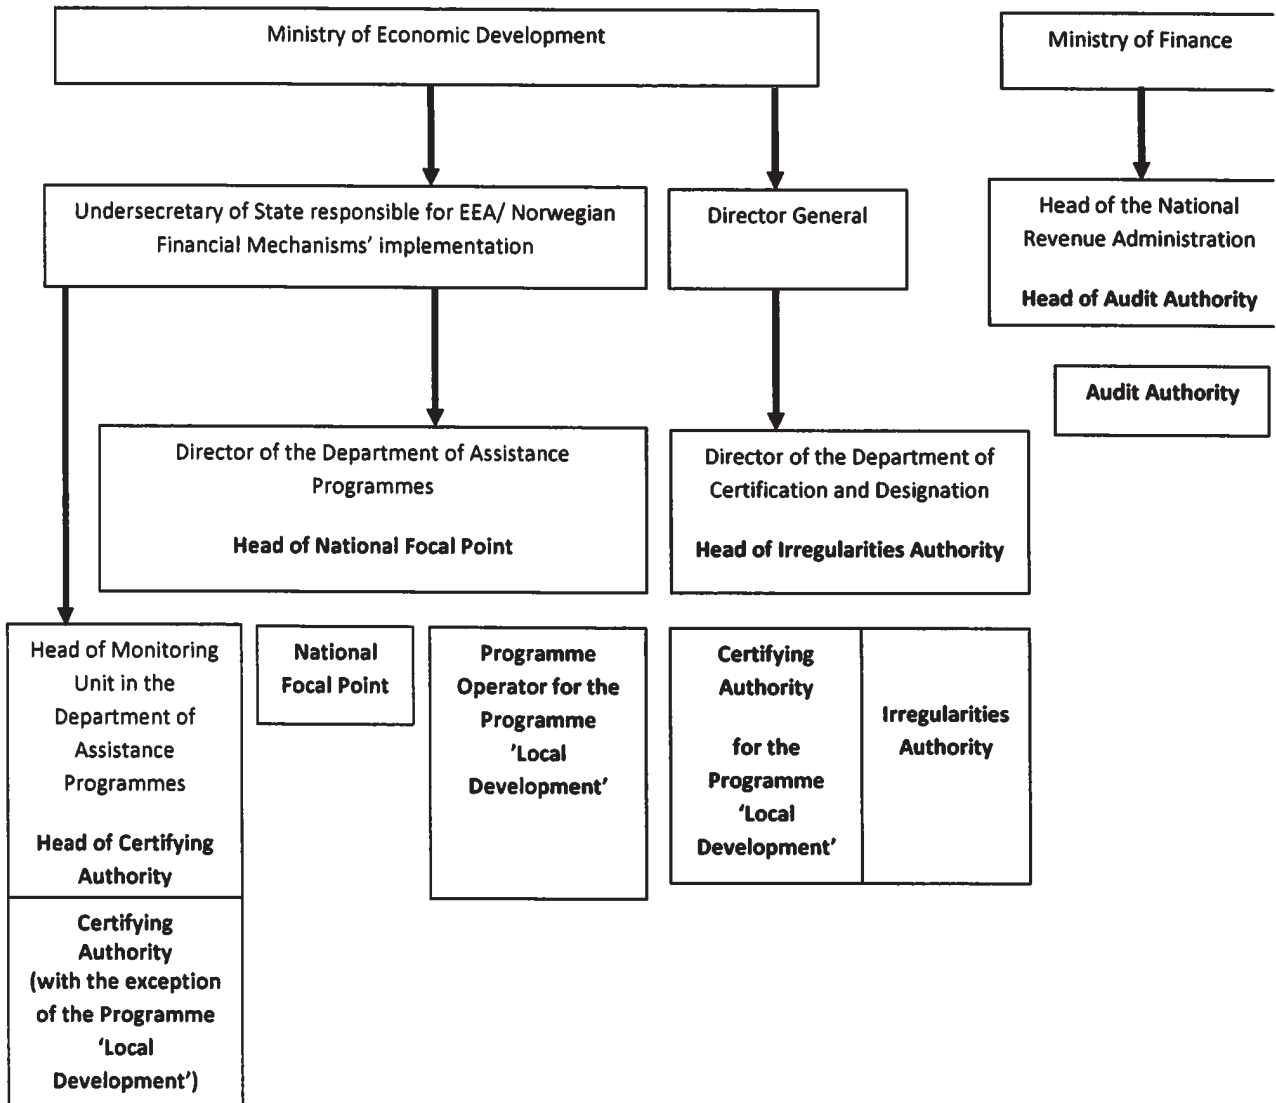 Ministry of Economic Development
Ministry of Finance
Undersecretary of State responsible for EEA/ Norwegian
Financial Mechanisms’ implementation
Director General
Head of the National
Revenue Administration
Head of Audit Authority
Audit Authority
Director of the Department of Assistance
Programmes
Head of National Focal Point
Director of the Department of
Certification and Designation
Head of Irregularities Authority
Head of Monitoring
Unit in the
Department of
Assistance
Programmes
Head of Certifying
Authority
National
Focal Point
Programme
Operator for the
Programme
‘Local
Development’
Certifying
Authority
for the
Programme
‘Local
Development’
Irregularities
Authority
Certifying
Authority
(with the exception
of the Programme
‘Local
Development’)